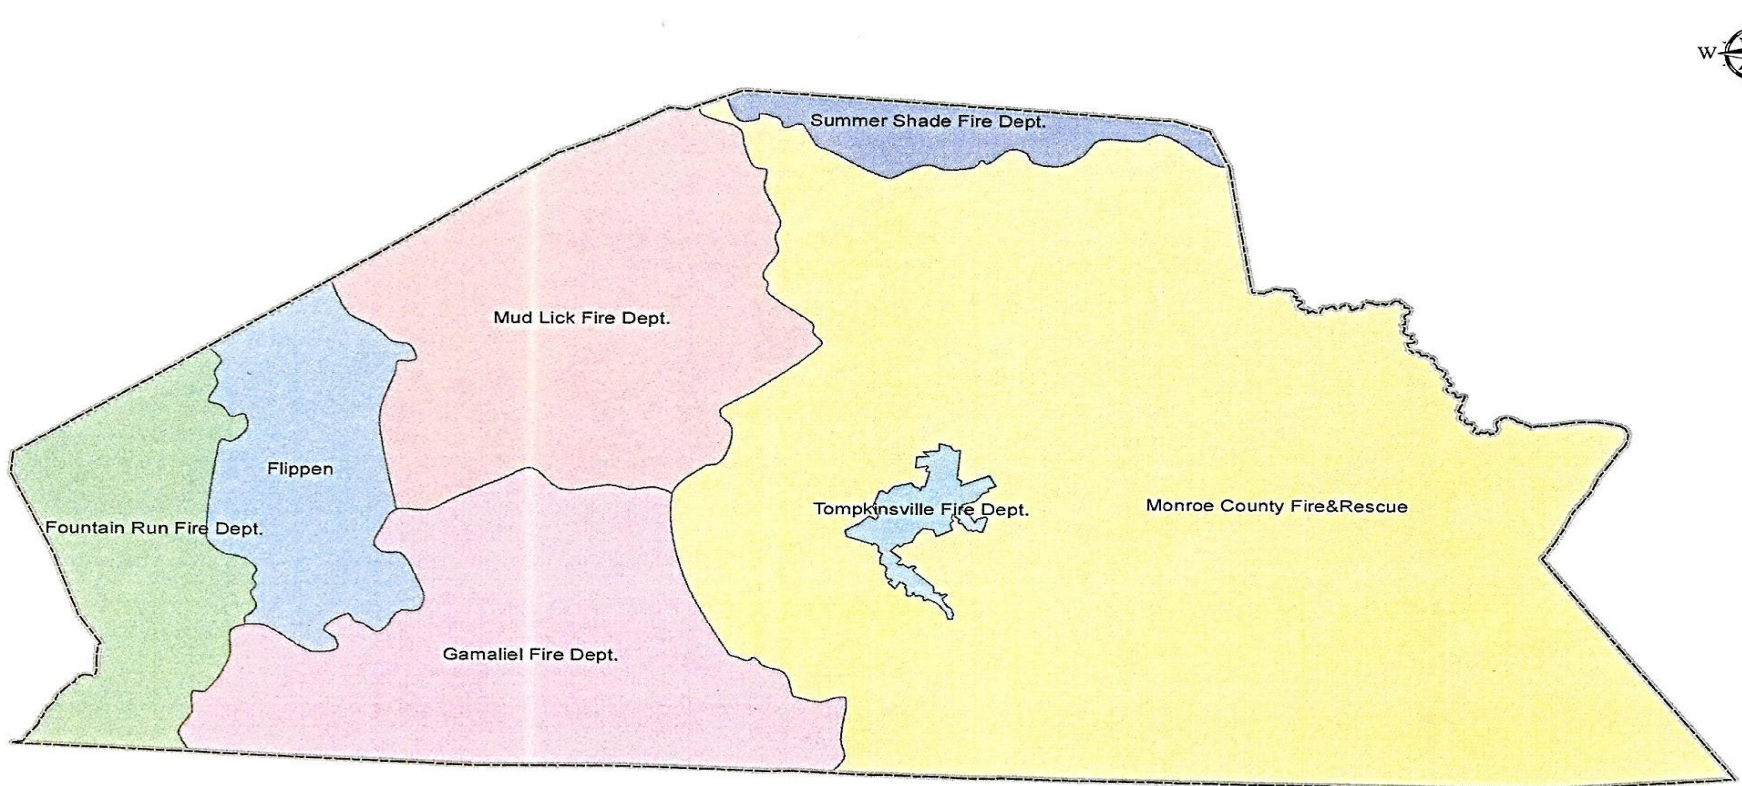 W
Summer Shade Fire Dept.
Mud Lick Fire Dept.
Flippen
Fountain Run Fire Dept.
Tompkinsville Fire Dept.
Monroe County Fire&Rescue
Gamaliel Fire Dept.